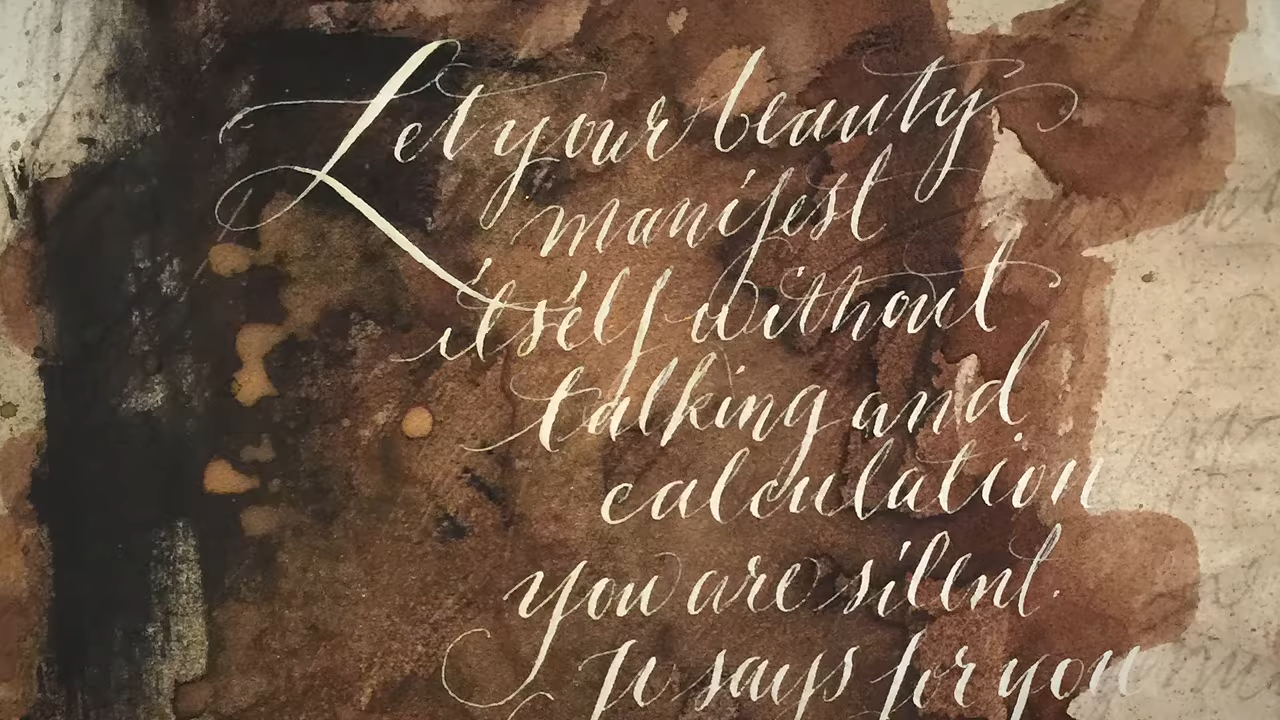 Let your beauty
manifest
itself without
talking and
calculation
you are silent.
It says for you